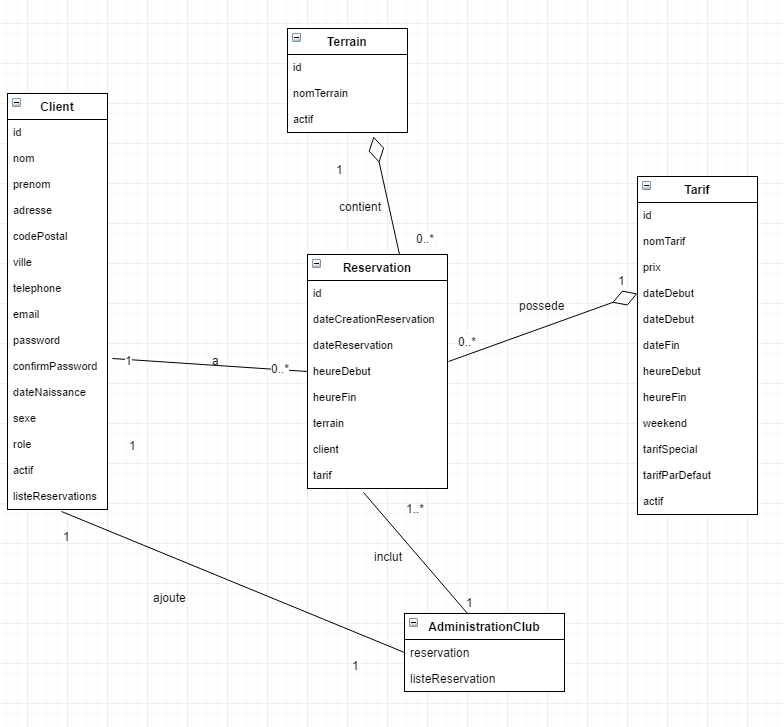 Terrain
id
nomTerrain
actif
1
contient
0..*
Client
id
nom
prenom
adresse
codePostal
ville
telephone
email
password
confirmPassword
dateNaissance
sexe
role
actif
listeReservations
1
a
0..*
1
Reservation
id
dateCreationReservation
dateReservation
heureDebut
heureFin
terrain
client
tarif
0..*
possede
1
Tarif
id
nomTarif
prix
dateDebut
dateDebut
dateFin
heureDebut
heureFin
weekend
tarifSpecial
tarifParDefaut
actif
1..*
inclut
1
1
ajoute
1
AdministrationClub
reservation
listeReservation